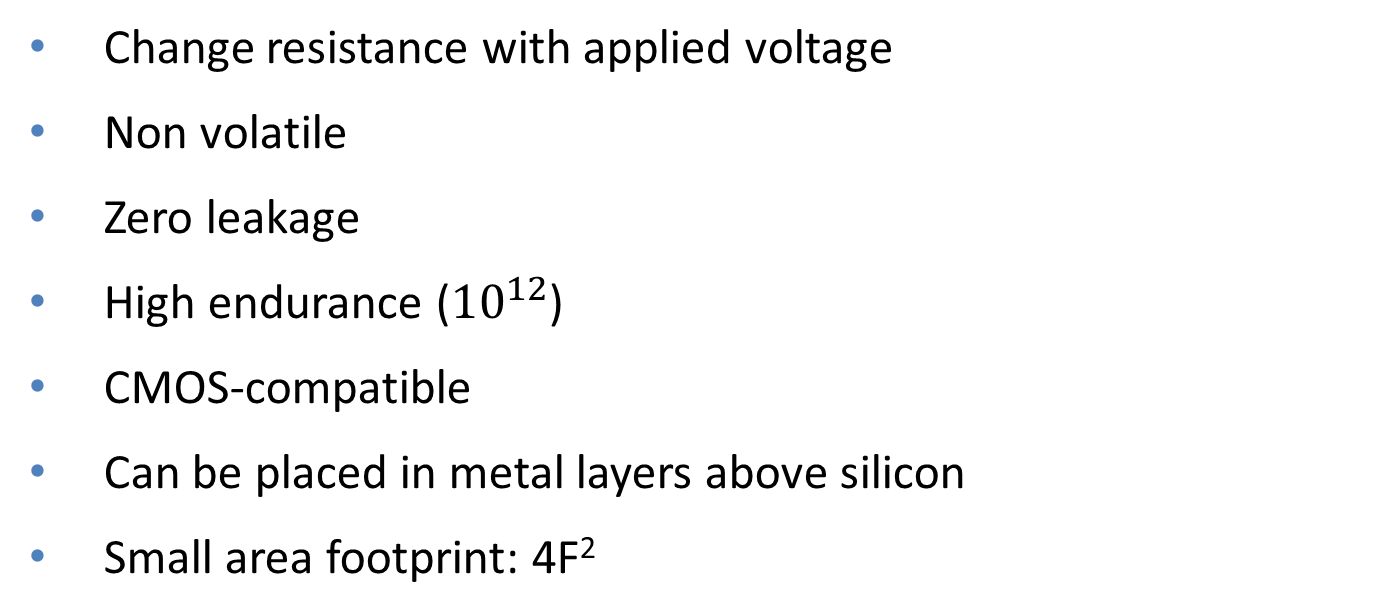 • Change resistance with applied voltage
• Non volatile
• Zero leakage
• High endurance (10¹²)
• CMOS-compatible
• Can be placed in metal layers above silicon
• Small area footprint: 4F²